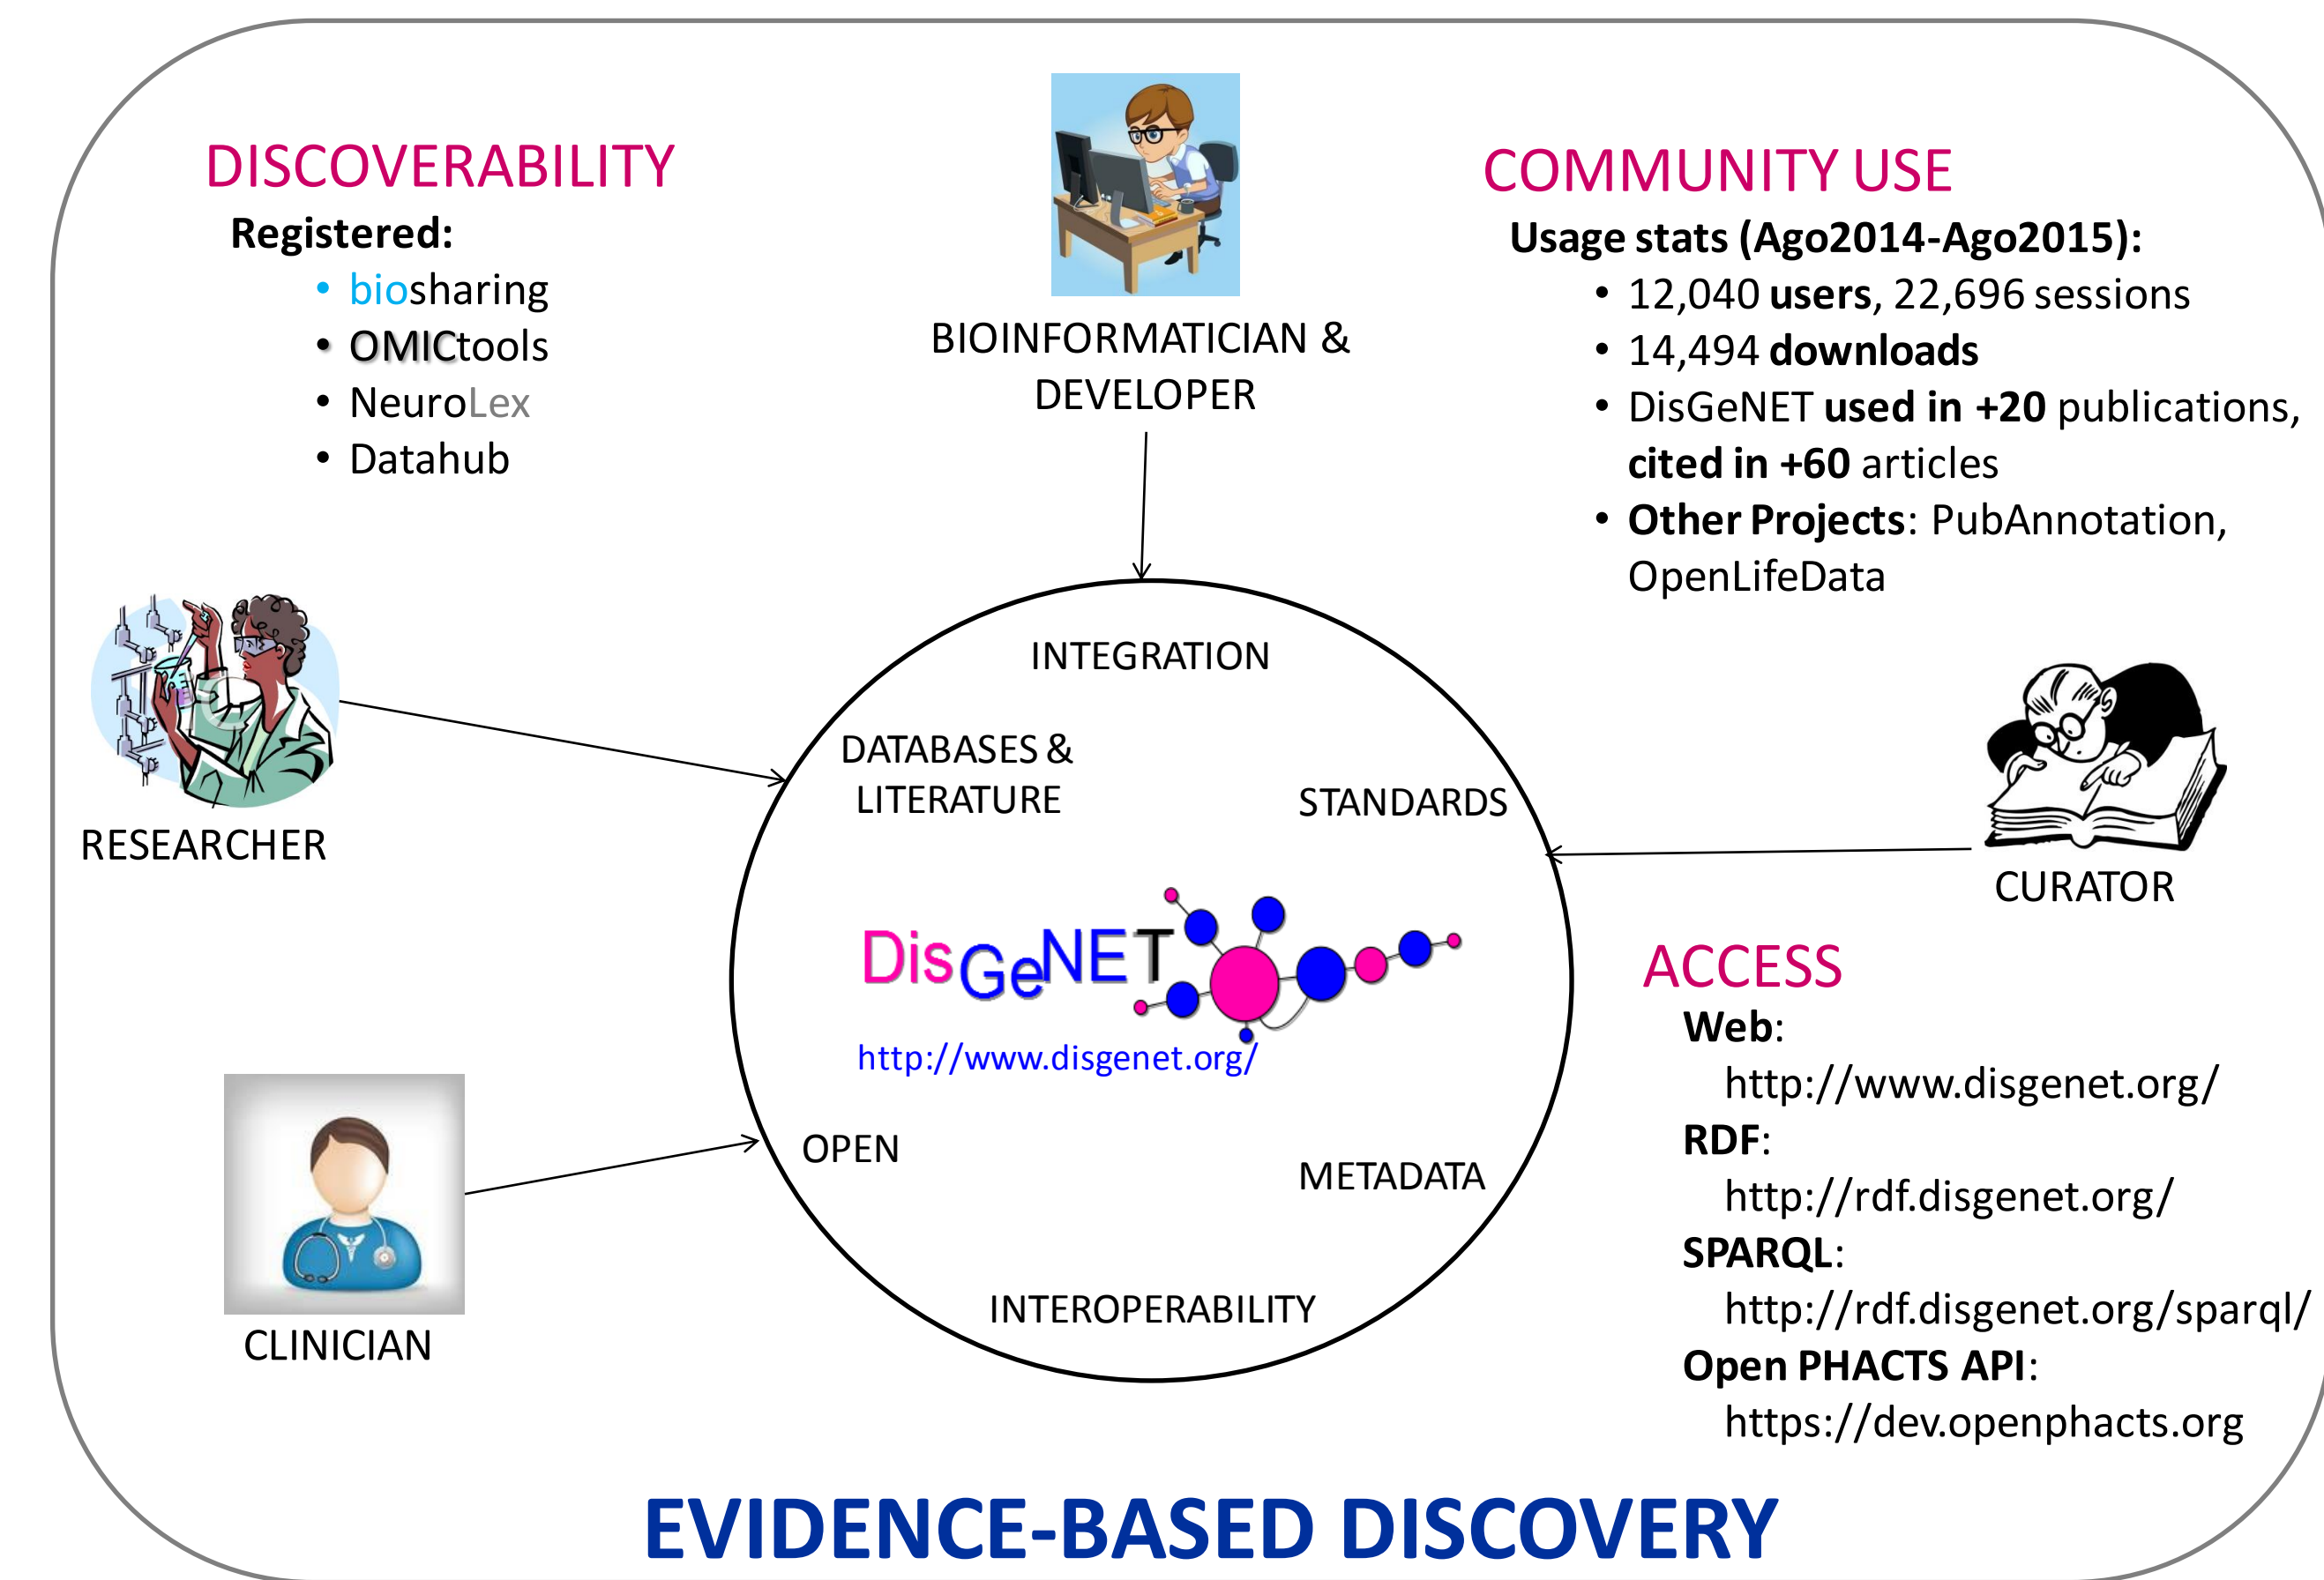 DISCOVERABILITY
Registered:
• biosharing
• OMICtools
• NeuroLex
• Datahub
BIOINFORMATICIAN &
DEVELOPER
COMMUNITY USE
Usage stats (Ago2014-Ago2015):
• 12,040 users, 22,696 sessions
• 14,494 downloads
• DisGeNET used in +20 publications,
cited in +60 articles
• Other Projects: PubAnnotation,
OpenLifeData
RESEARCHER
CLINICIAN
INTEGRATION
DATABASES &
LITERATURE
STANDARDS
DisGeNET
http://www.disgenet.org/
OPEN
METADATA
INTEROPERABILITY
CURATOR
ACCESS
Web:
http://www.disgenet.org/
RDF:
http://rdf.disgenet.org/
SPARQL:
http://rdf.disgenet.org/sparql/
Open PHACTS API:
https://dev.openphacts.org
EVIDENCE-BASED DISCOVERY